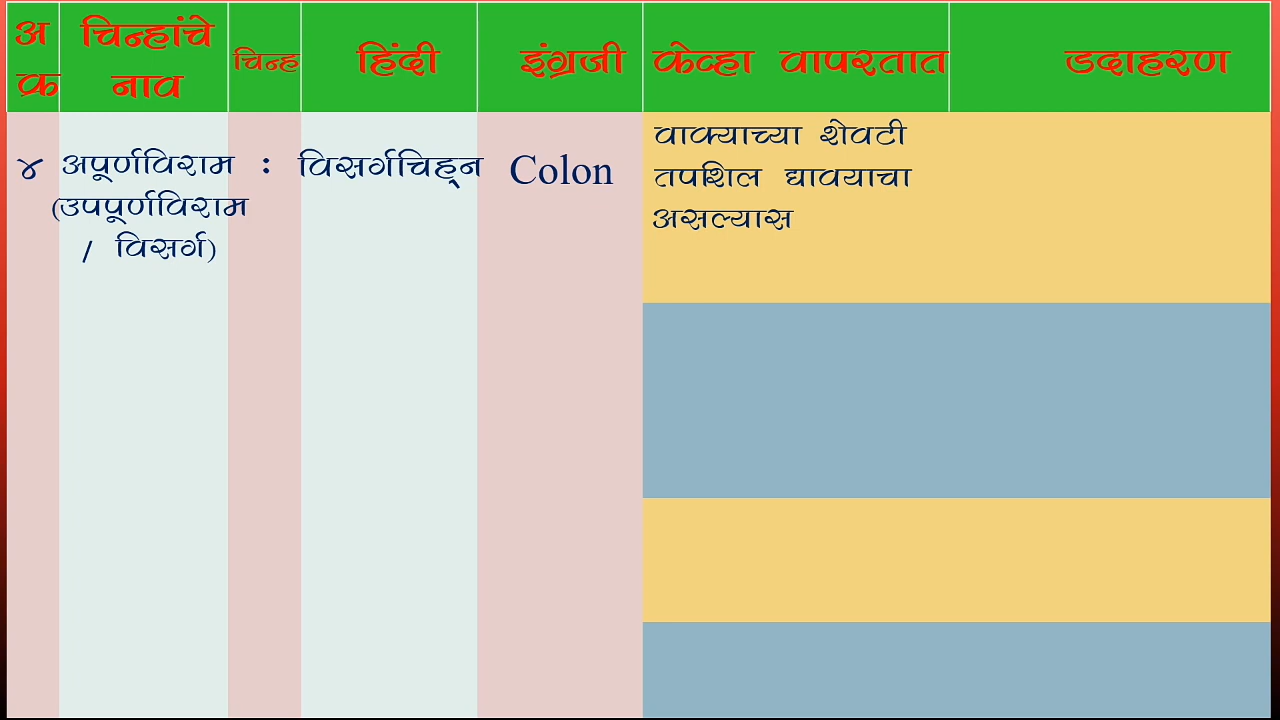 अ क्र
चिन्हांचे नाव
चिन्ह
हिंदी
इंग्रजी
केव्हा वापरतात
उदाहरण
४
अपूर्णविराम
(उपपूर्णविराम
/ विसर्ग)
:
विसर्गचिह्न
Colon
वाक्याच्या शेवटी
तपशिल द्यावयाचा
असल्यास